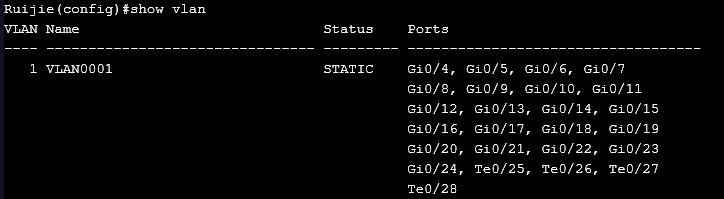 Ruijie(config)#show vlan
VLAN Name                             Status    Ports
---- -------------------------------- --------- -----------------------------------
   1 VLAN0001                         STATIC    Gi0/4, Gi0/5, Gi0/6, Gi0/7
                                                Gi0/8, Gi0/9, Gi0/10, Gi0/11
                                                Gi0/12, Gi0/13, Gi0/14, Gi0/15
                                                Gi0/16, Gi0/17, Gi0/18, Gi0/19
                                                Gi0/20, Gi0/21, Gi0/22, Gi0/23
                                                Gi0/24, Te0/25, Te0/26, Te0/27
                                                Te0/28